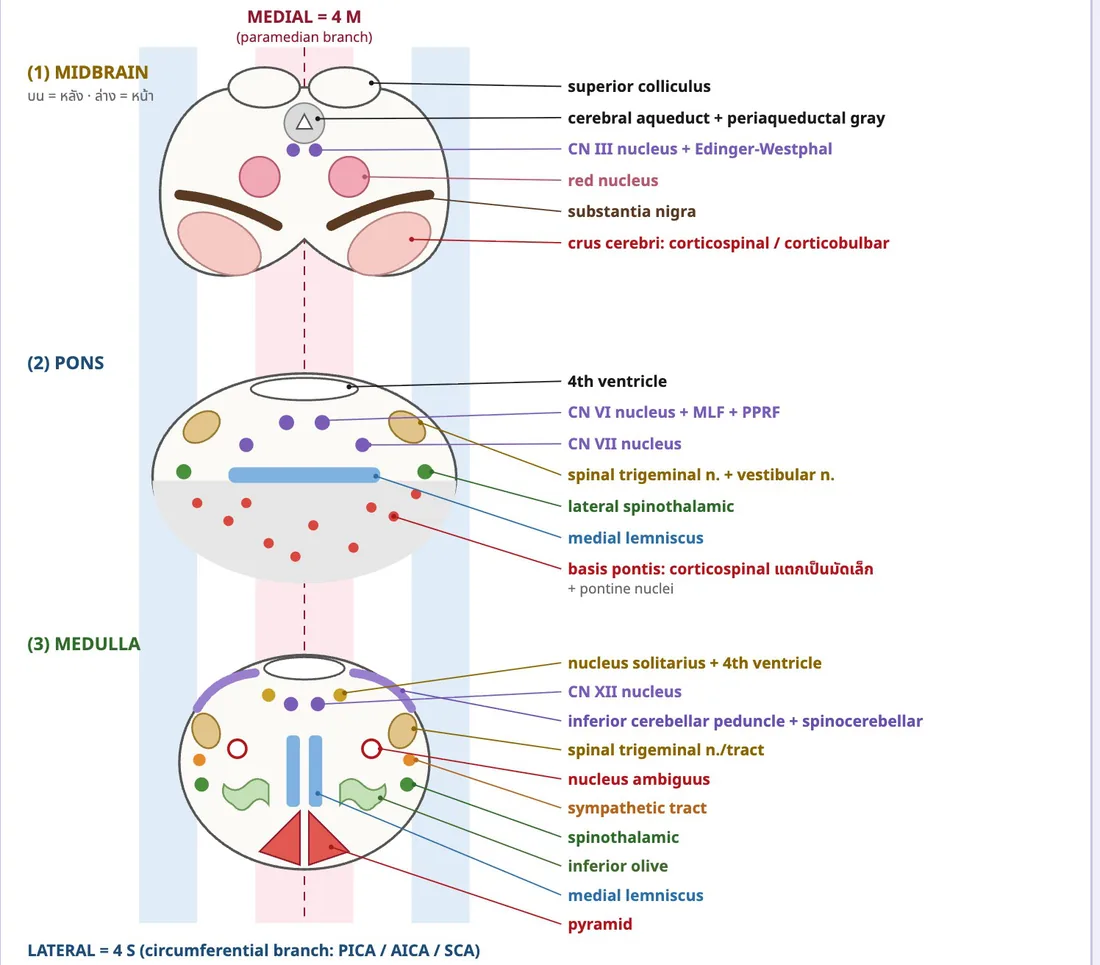 MEDIAL = 4 M
(paramedian branch)
(1) MIDBRAIN
บน = หลัง · ล่าง = หน้า
superior colliculus
cerebral aqueduct + periaqueductal gray
CN III nucleus + Edinger-Westphal
red nucleus
substantia nigra
crus cerebri: corticospinal / corticobulbar
(2) PONS
4th ventricle
CN VI nucleus + MLF + PPRF
CN VII nucleus
spinal trigeminal n. + vestibular n.
lateral spinothalamic
medial lemniscus
basis pontis: corticospinal แตกเป็นมัดเล็ก
+ pontine nuclei
(3) MEDULLA
nucleus solitarius + 4th ventricle
CN XII nucleus
inferior cerebellar peduncle + spinocerebellar
spinal trigeminal n./tract
nucleus ambiguus
sympathetic tract
spinothalamic
inferior olive
medial lemniscus
pyramid
LATERAL = 4 S (circumferential branch: PICA / AICA / SCA)